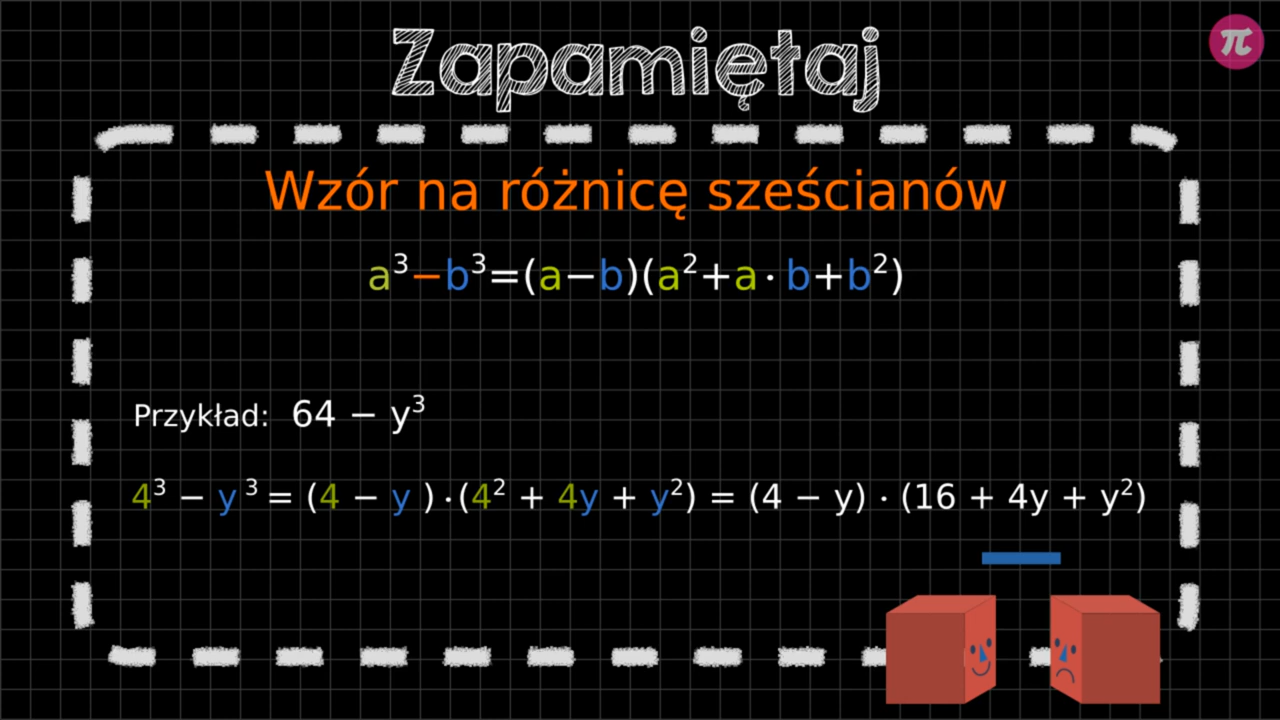 Zapamiętaj
π
Wzór na różnicę sześcianów
a³−b³=(a−b)(a²+a·b+b²)
Przykład: 64 − y³
4³ − y ³ = (4 − y )·(4² + 4y + y²) = (4 − y) · (16 + 4y + y²)